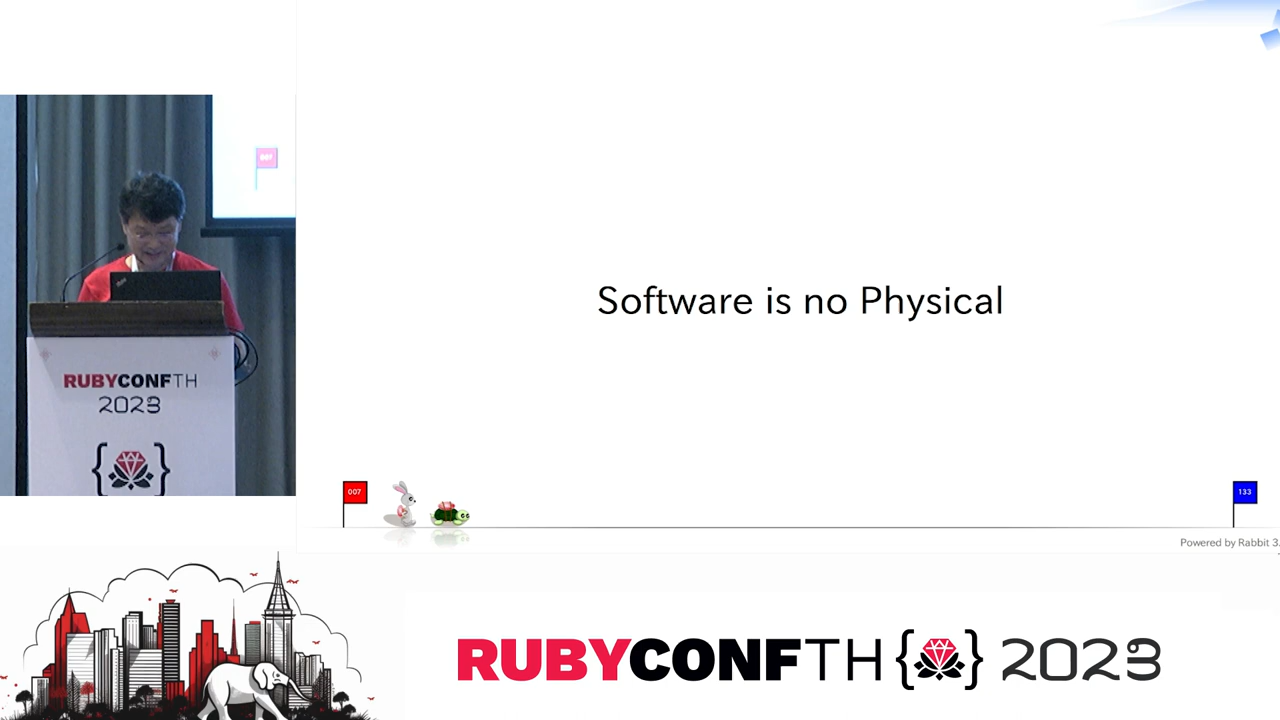 Software is no Physical
007
133
Powered by Rabbit 3.
RUBYCONFTH
2023
RUBYCONFTH {} 2023